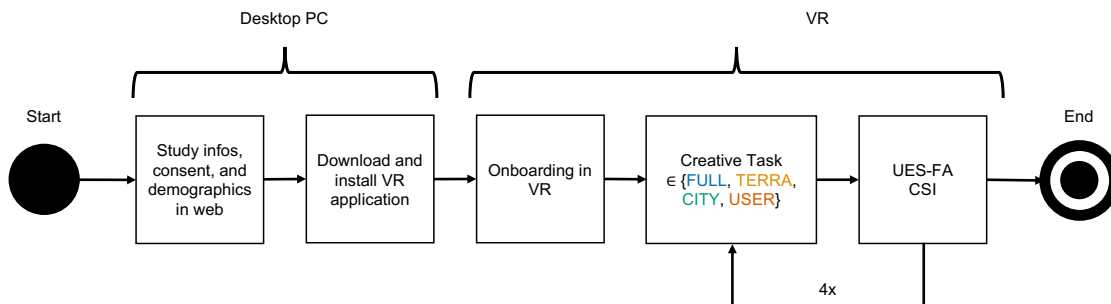 Desktop PC
VR
Start
End
Study infos,
consent, and
demographics
in web
Download and
install VR
application
Onboarding in
VR
Creative Task
∈ {FULL, TERRA,
CITY, USER}
UES-FA
CSI
4x